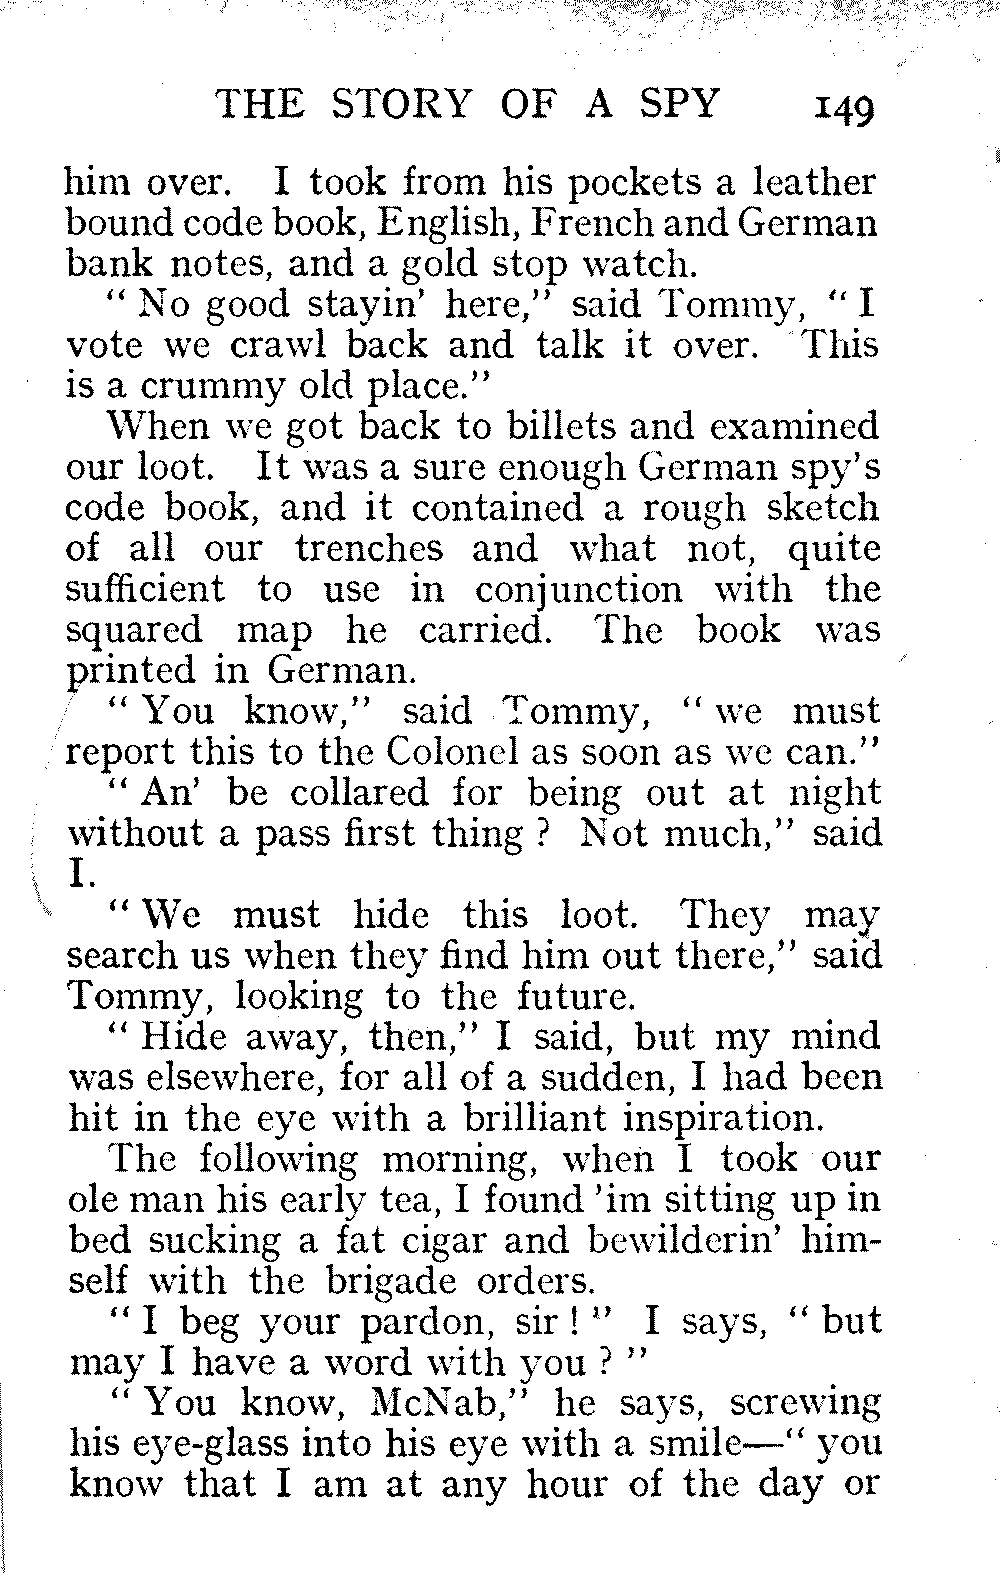 THE STORY OF A SPY 149
him over. I took from his pockets a leather
bound code book, English, French and German
bank notes, and a gold stop watch.
“ No good stayin’ here,” said Tommy, “ I
vote we crawl back and talk it over. This
is a crummy old place.”
When we got back to billets and examined
our loot. It was a sure enough German spy’s
code book, and it contained a rough sketch
of all our trenches and what not, quite
sufficient to use in conjunction with the
squared map he carried. The book was
printed in German.
“ You know,” said Tommy, “ we must
report this to the Colonel as soon as we can.”
“ An’ be collared for being out at night
without a pass first thing ? Not much,” said
I.
“ We must hide this loot. They may
search us when they find him out there,” said
Tommy, looking to the future.
“ Hide away, then,” I said, but my mind
was elsewhere, for all of a sudden, I had been
hit in the eye with a brilliant inspiration.
The following morning, when I took our
ole man his early tea, I found ’im sitting up in
bed sucking a fat cigar and bewilderin’ him-
self with the brigade orders.
“ I beg your pardon, sir ! ” I says, “ but
may I have a word with you ? ”
“ You know, McNab,” he says, screwing
his eye-glass into his eye with a smile—“ you
know that I am at any hour of the day or